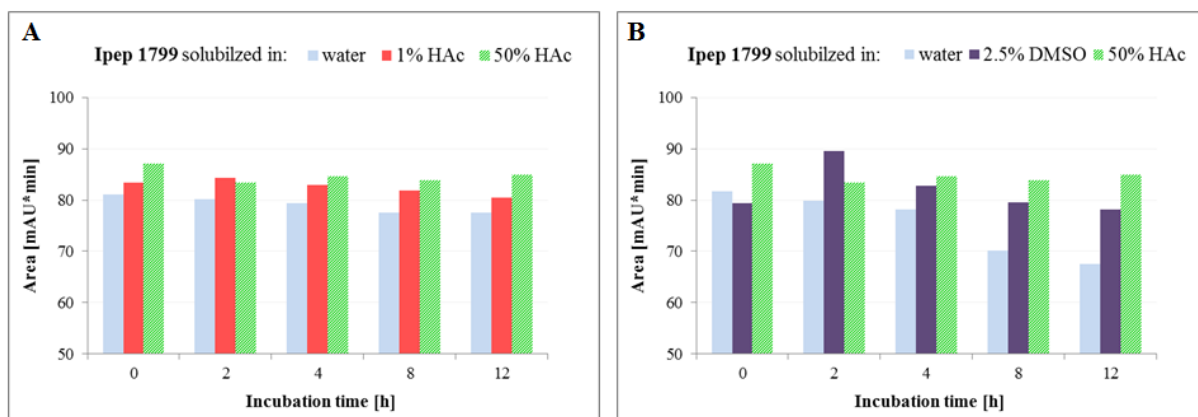 A
Ipep 1799 solubilzed in: water 1% HAc 50% HAc
100
90
80
70
60
50
Area [mAU*min]
0 2 4 8 12
Incubation time [h]
B
Ipep 1799 solubilzed in: water 2.5% DMSO 50% HAc
100
90
80
70
60
50
Area [mAU*min]
0 2 4 8 12
Incubation time [h]